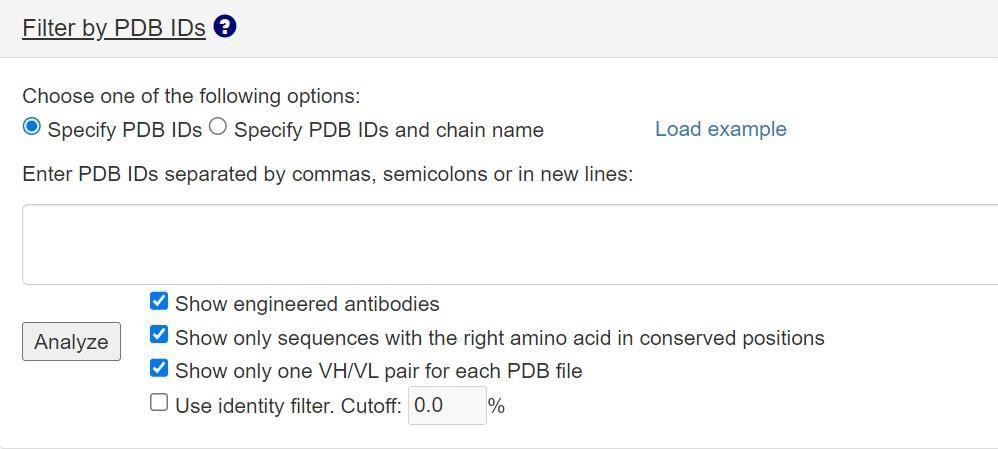 Filter by PDB IDs ?
Choose one of the following options:
Specify PDB IDs Specify PDB IDs and chain name Load example
Enter PDB IDs separated by commas, semicolons or in new lines:
Show engineered antibodies
Analyze Show only sequences with the right amino acid in conserved positions
Show only one VH/VL pair for each PDB file
Use identity filter. Cutoff: 0.0 %